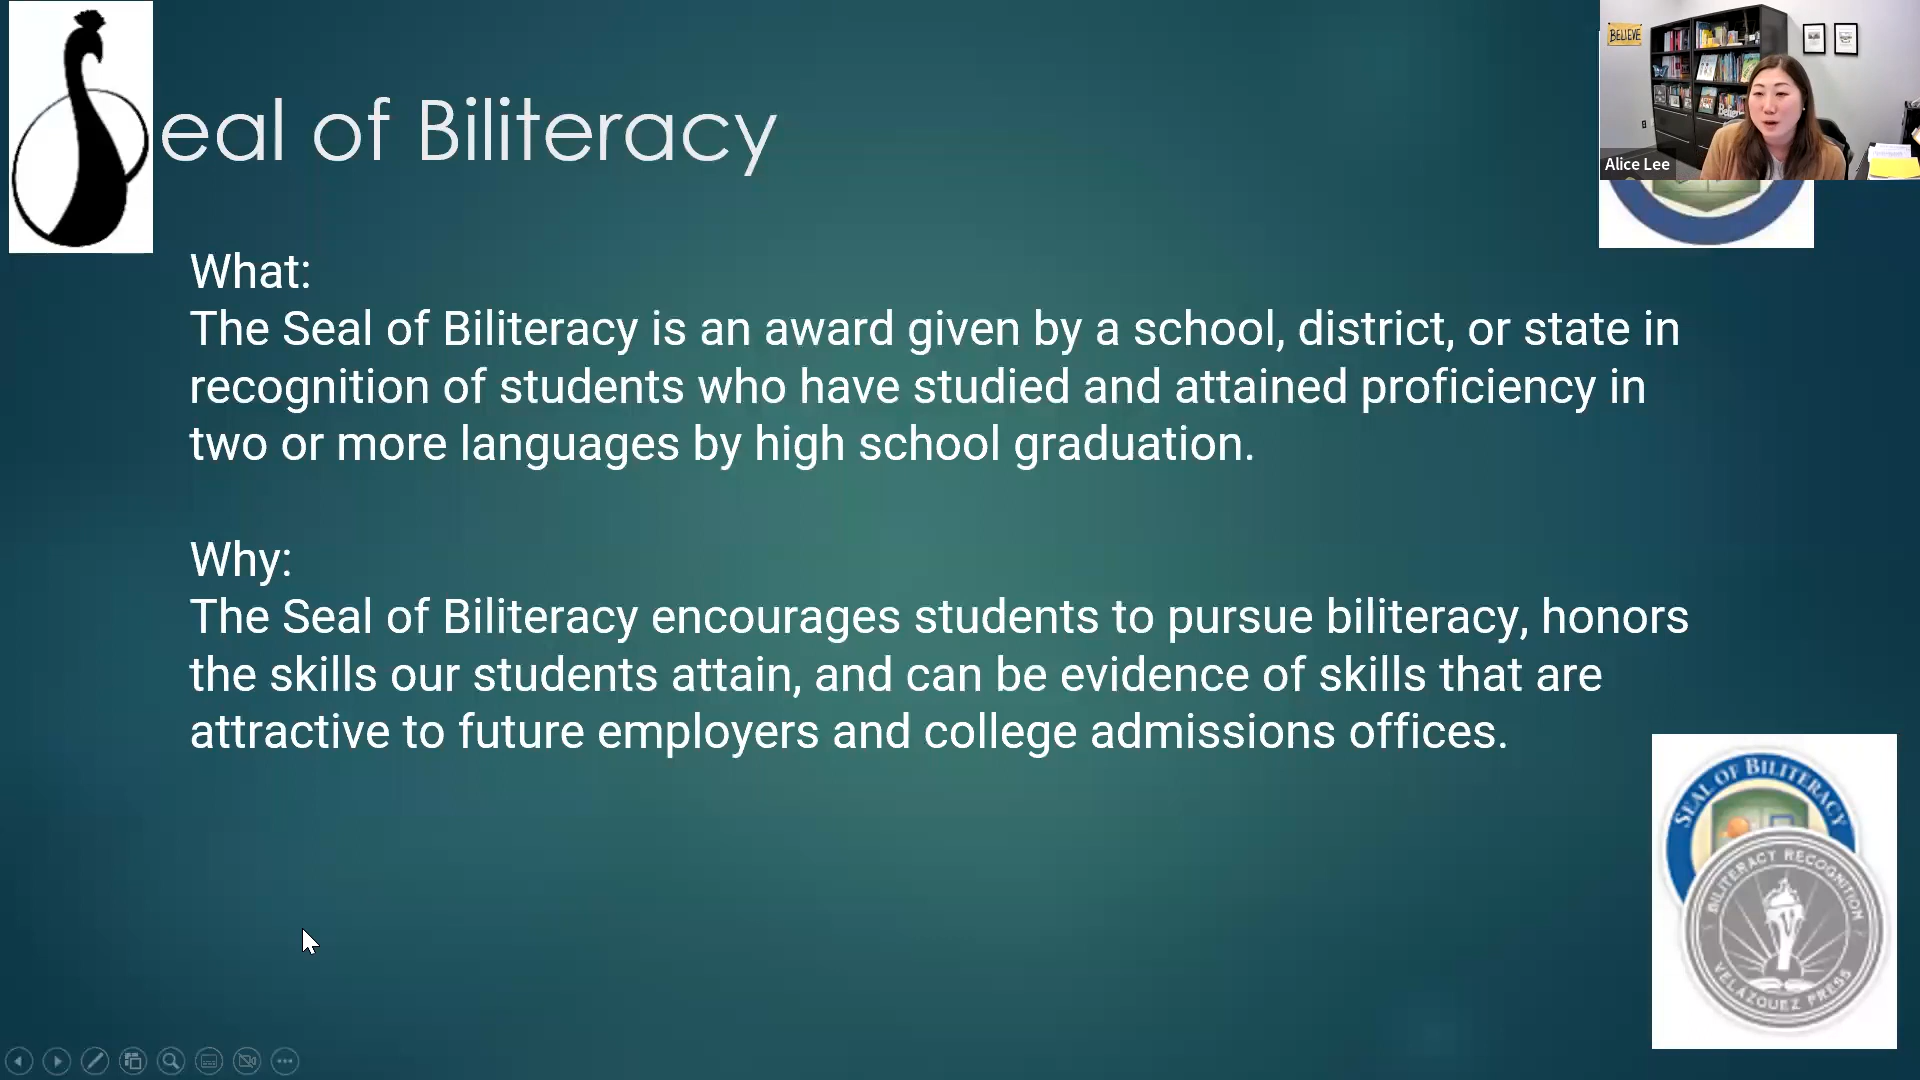 eal of Biliteracy
BELIEVE
Alice Lee
What:
The Seal of Biliteracy is an award given by a school, district, or state in
recognition of students who have studied and attained proficiency in
two or more languages by high school graduation.
Why:
The Seal of Biliteracy encourages students to pursue biliteracy, honors
the skills our students attain, and can be evidence of skills that are
attractive to future employers and college admissions offices.
SEAL OF BILITERACY
BILITERACY RECOGNITION
VELÁZQUEZ PRESS